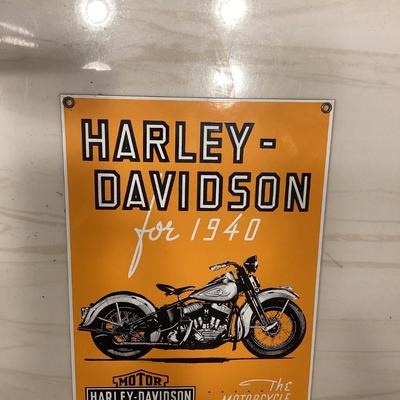 HARLEY-
DAVIDSON
for 1940
MOTOR
HARLEY-DAVIDSON
The
MOTORCYCLE